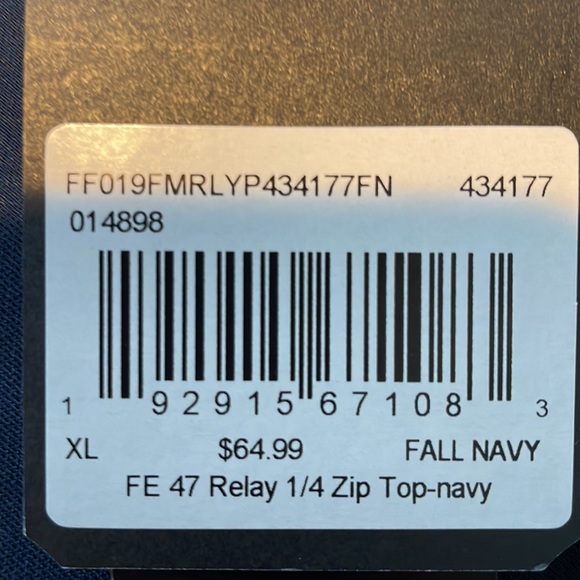 FF019FMRLYP434177FN 434177
014898
1 92915 67108 3
XL $64.99 FALL NAVY
FE 47 Relay 1/4 Zip Top-navy